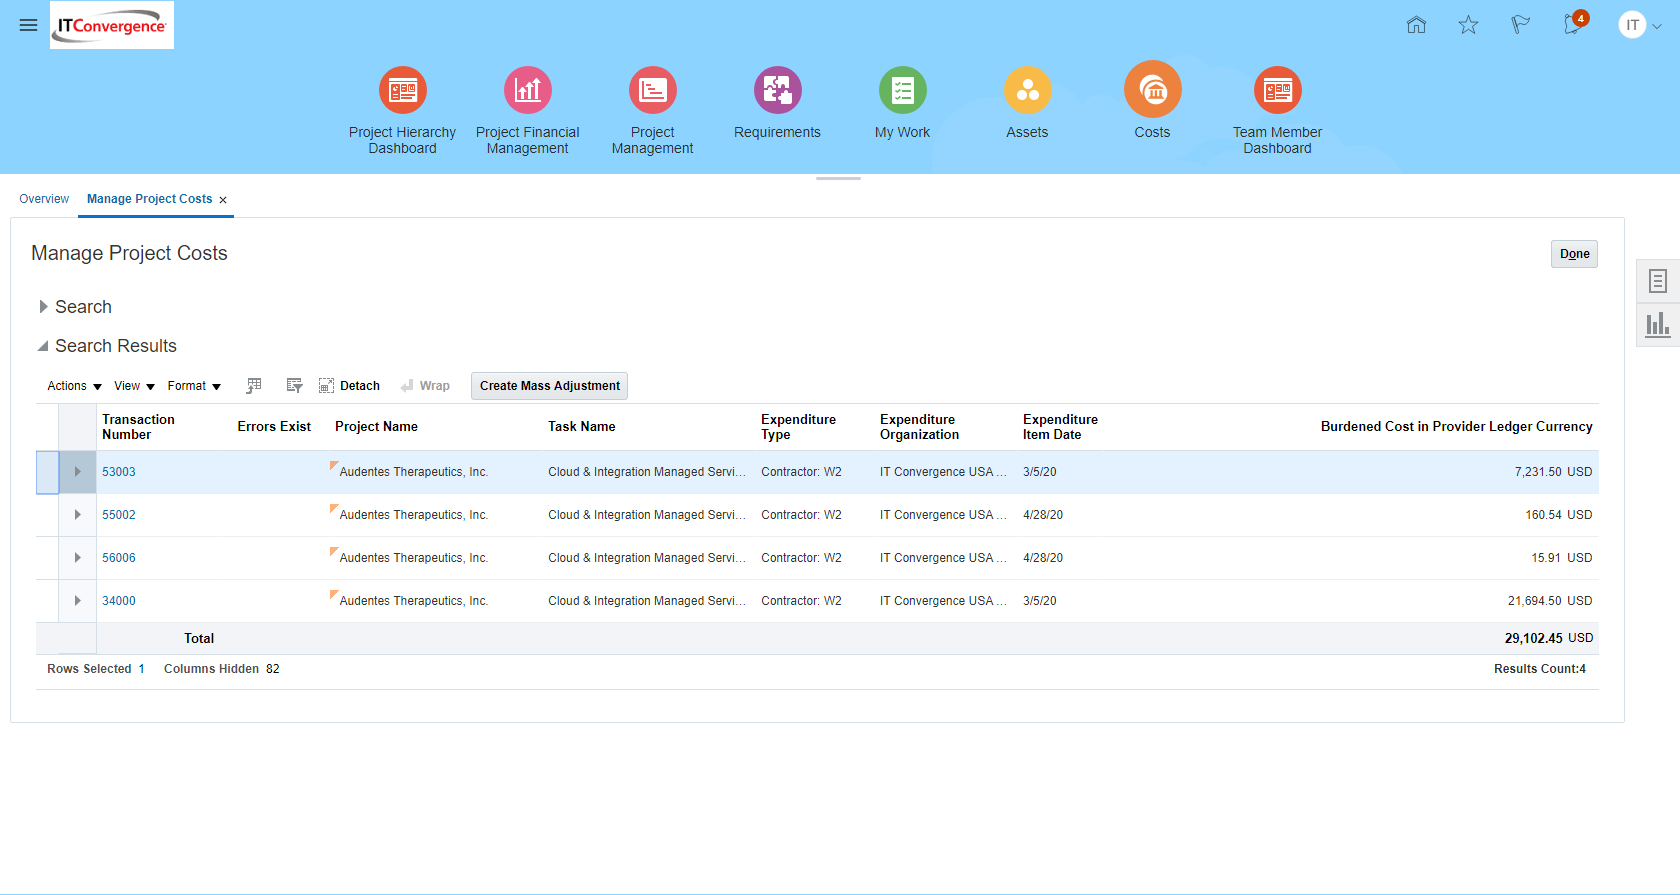 ITConvergence
4
IT
Project Hierarchy
Dashboard
Project Financial
Management
Project
Management
Requirements
My Work
Assets
Costs
Team Member
Dashboard
Overview
Manage Project Costs ×
Manage Project Costs
Done
Search
Search Results
Actions View Format Detach Wrap Create Mass Adjustment
Transaction Number Errors Exist Project Name Task Name Expenditure Type Expenditure Organization Expenditure Item Date Burdened Cost in Provider Ledger Currency
53003 Audentes Therapeutics, Inc. Cloud & Integration Managed Servi... Contractor: W2 IT Convergence USA ... 3/5/20 7,231.50 USD
55002 Audentes Therapeutics, Inc. Cloud & Integration Managed Servi... Contractor: W2 IT Convergence USA ... 4/28/20 160.54 USD
56006 Audentes Therapeutics, Inc. Cloud & Integration Managed Servi... Contractor: W2 IT Convergence USA ... 4/28/20 15.91 USD
34000 Audentes Therapeutics, Inc. Cloud & Integration Managed Servi... Contractor: W2 IT Convergence USA ... 3/5/20 21,694.50 USD
Total 29,102.45 USD
Rows Selected 1 Columns Hidden 82 Results Count:4